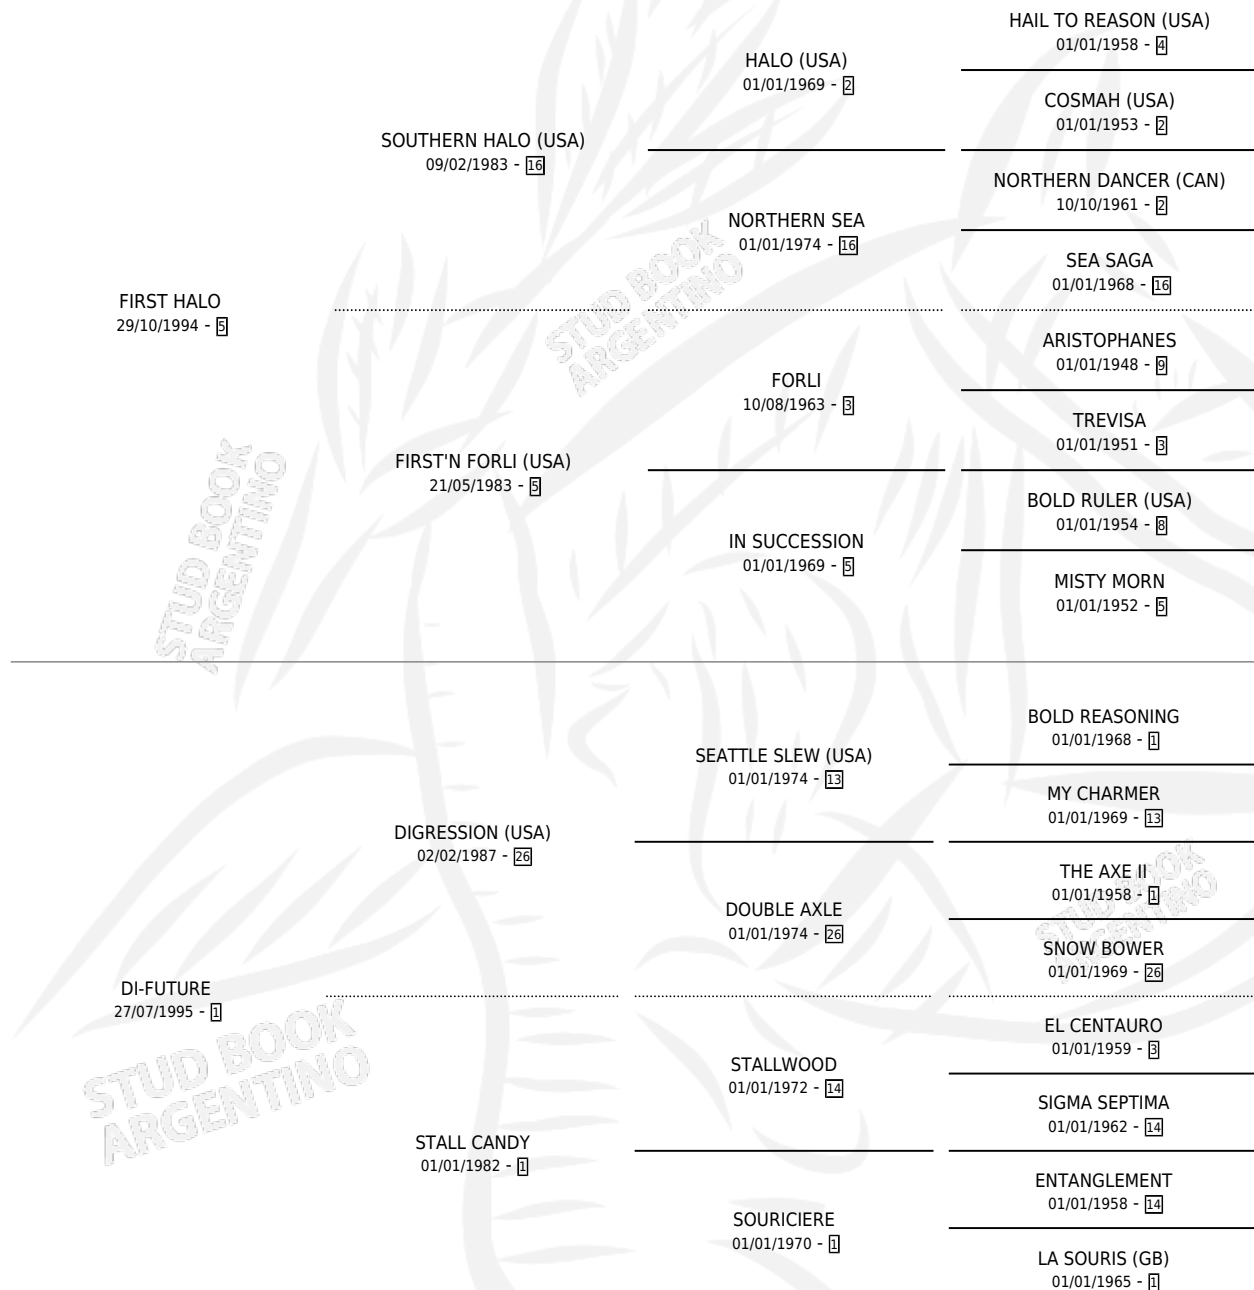 HAIL TO REASON (USA)
01/01/1958 - 4
HALO (USA)
01/01/1969 - 2
COSMAH (USA)
01/01/1953 - 2
SOUTHERN HALO (USA)
09/02/1983 - 16
NORTHERN DANCER (CAN)
10/10/1961 - 2
NORTHERN SEA
01/01/1974 - 16
SEA SAGA
01/01/1968 - 16
FIRST HALO
29/10/1994 - 5
STUD BOOK
ARGENTINO
ARISTOPHANES
01/01/1948 - 9
FORLI
10/08/1963 - 3
TREVISA
01/01/1951 - 3
FIRST'N FORLI (USA)
21/05/1983 - 5
BOLD RULER (USA)
01/01/1954 - 8
IN SUCCESSION
01/01/1969 - 5
MISTY MORN
01/01/1952 - 5
STUD BOOK
ARGENTINO
BOLD REASONING
01/01/1968 - 1
SEATTLE SLEW (USA)
01/01/1974 - 13
MY CHARMER
01/01/1969 - 13
DIGRESSION (USA)
02/02/1987 - 26
THE AXE II
01/01/1958 - 1
DOUBLE AXLE
01/01/1974 - 26
SNOW BOWER
01/01/1969 - 26
STUD BOOK
ARGENTINO
DI-FUTURE
27/07/1995 - 1
EL CENTAURO
01/01/1959 - 3
STALLWOOD
01/01/1972 - 14
SIGMA SEPTIMA
01/01/1962 - 14
STUD BOOK
ARGENTINO
STALL CANDY
01/01/1982 - 1
ENTANGLEMENT
01/01/1958 - 14
SOURICIERE
01/01/1970 - 1
LA SOURIS (GB)
01/01/1965 - 1